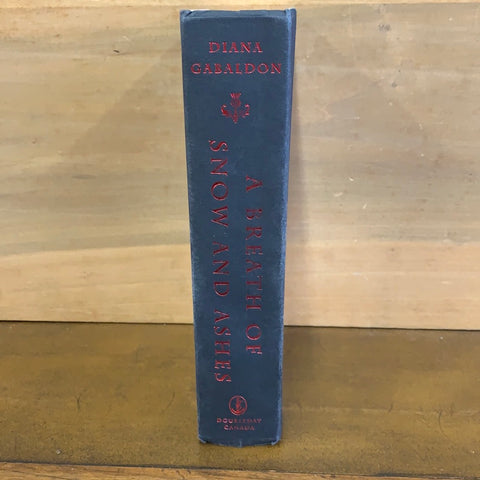 DIANA
GABALDON
A BREATH OF
SNOW AND ASHES
DOUBLEDAY
CANADA